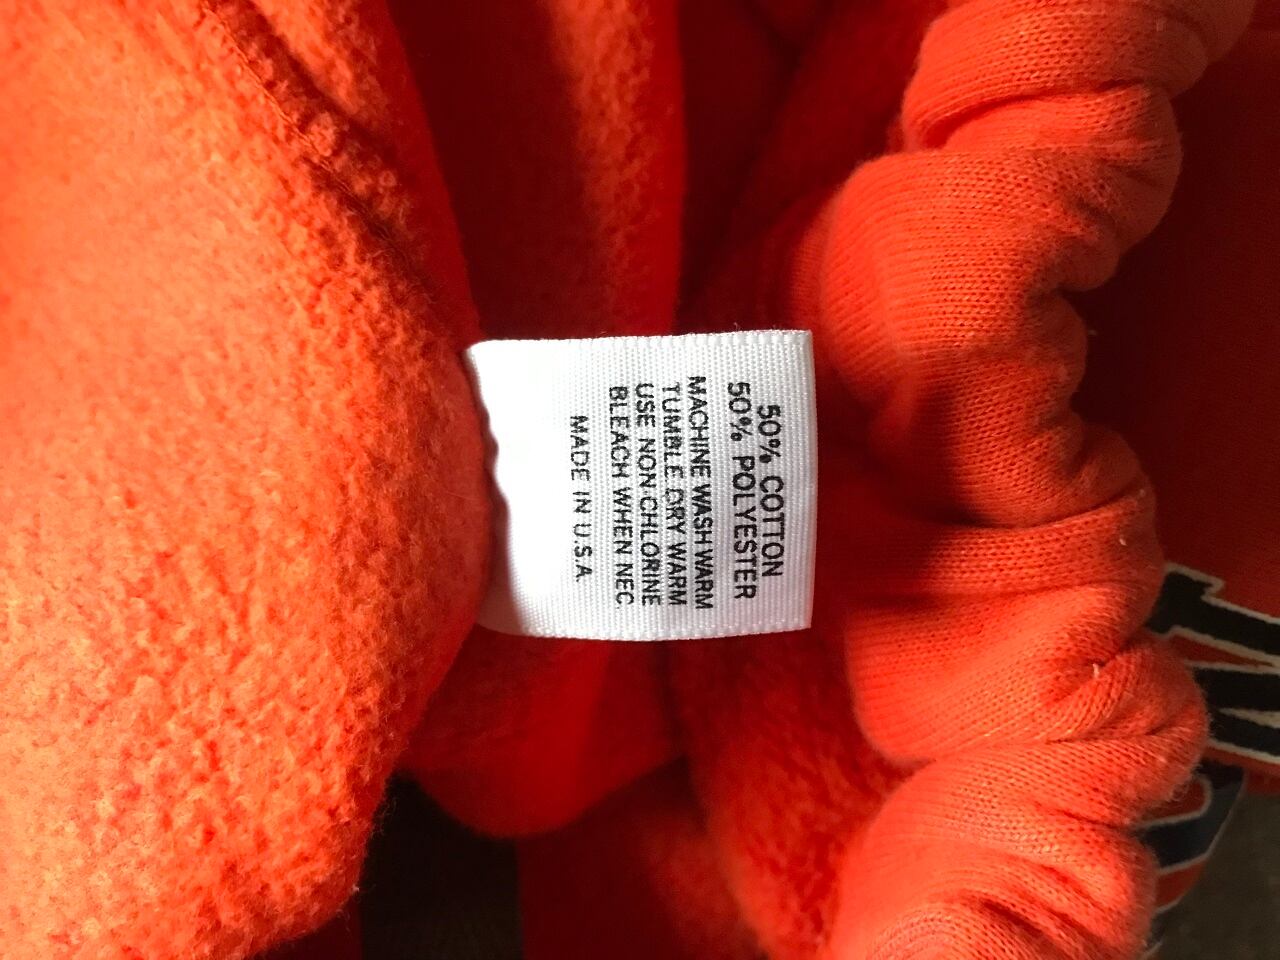 50% COTTON
50% POLYESTER
MACHINE WASH WARM
TUMBLE DRY WARM
USE NON-CHLORINE
BLEACH WHEN NEC.
MADE IN U.S.A.